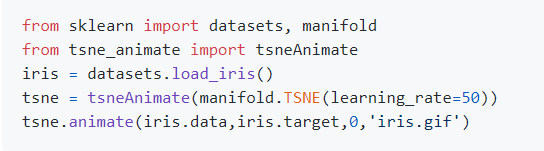 from sklearn import datasets, manifold
from tsne_animate import tsneAnimate
iris = datasets.load_iris()
tsne = tsneAnimate(manifold.TSNE(learning_rate=50))
tsne.animate(iris.data,iris.target,0,'iris.gif')